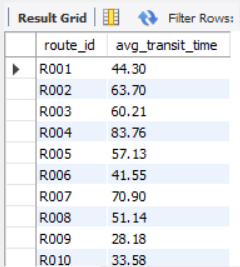 Result Grid Filter Rows:
route_id avg_transit_time
R001 44.30
R002 63.70
R003 60.21
R004 83.76
R005 57.13
R006 41.55
R007 70.90
R008 51.14
R009 28.18
R010 33.58